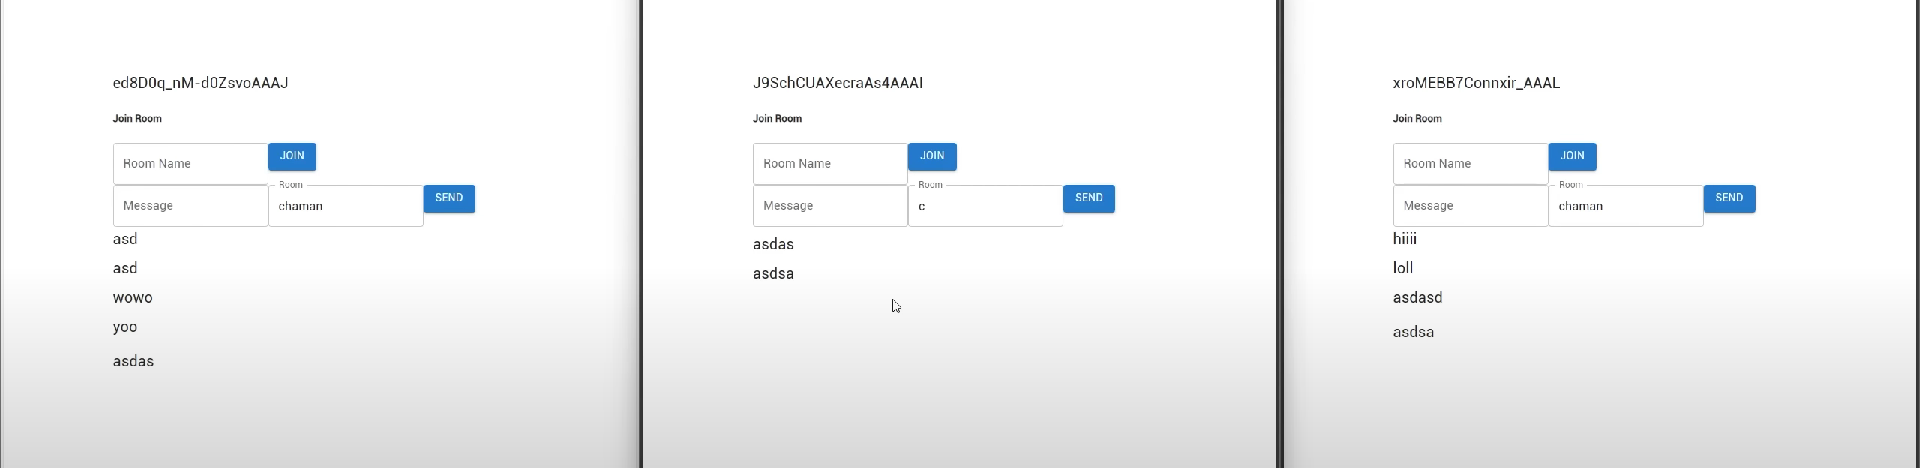 ed8D0q_nM-d0ZsvoAAAJ
Join Room
Room Name
JOIN
Message
Room
chaman
SEND
asd
asd
wowo
yoo
asdas
J9SchCUAXecraAs4AAAI
Join Room
Room Name
JOIN
Message
Room
c
SEND
asdas
asdsa
xroMEBB7Connxir_AAAL
Join Room
Room Name
JOIN
Message
Room
chaman
SEND
hiiii
loll
asdasd
asdsa